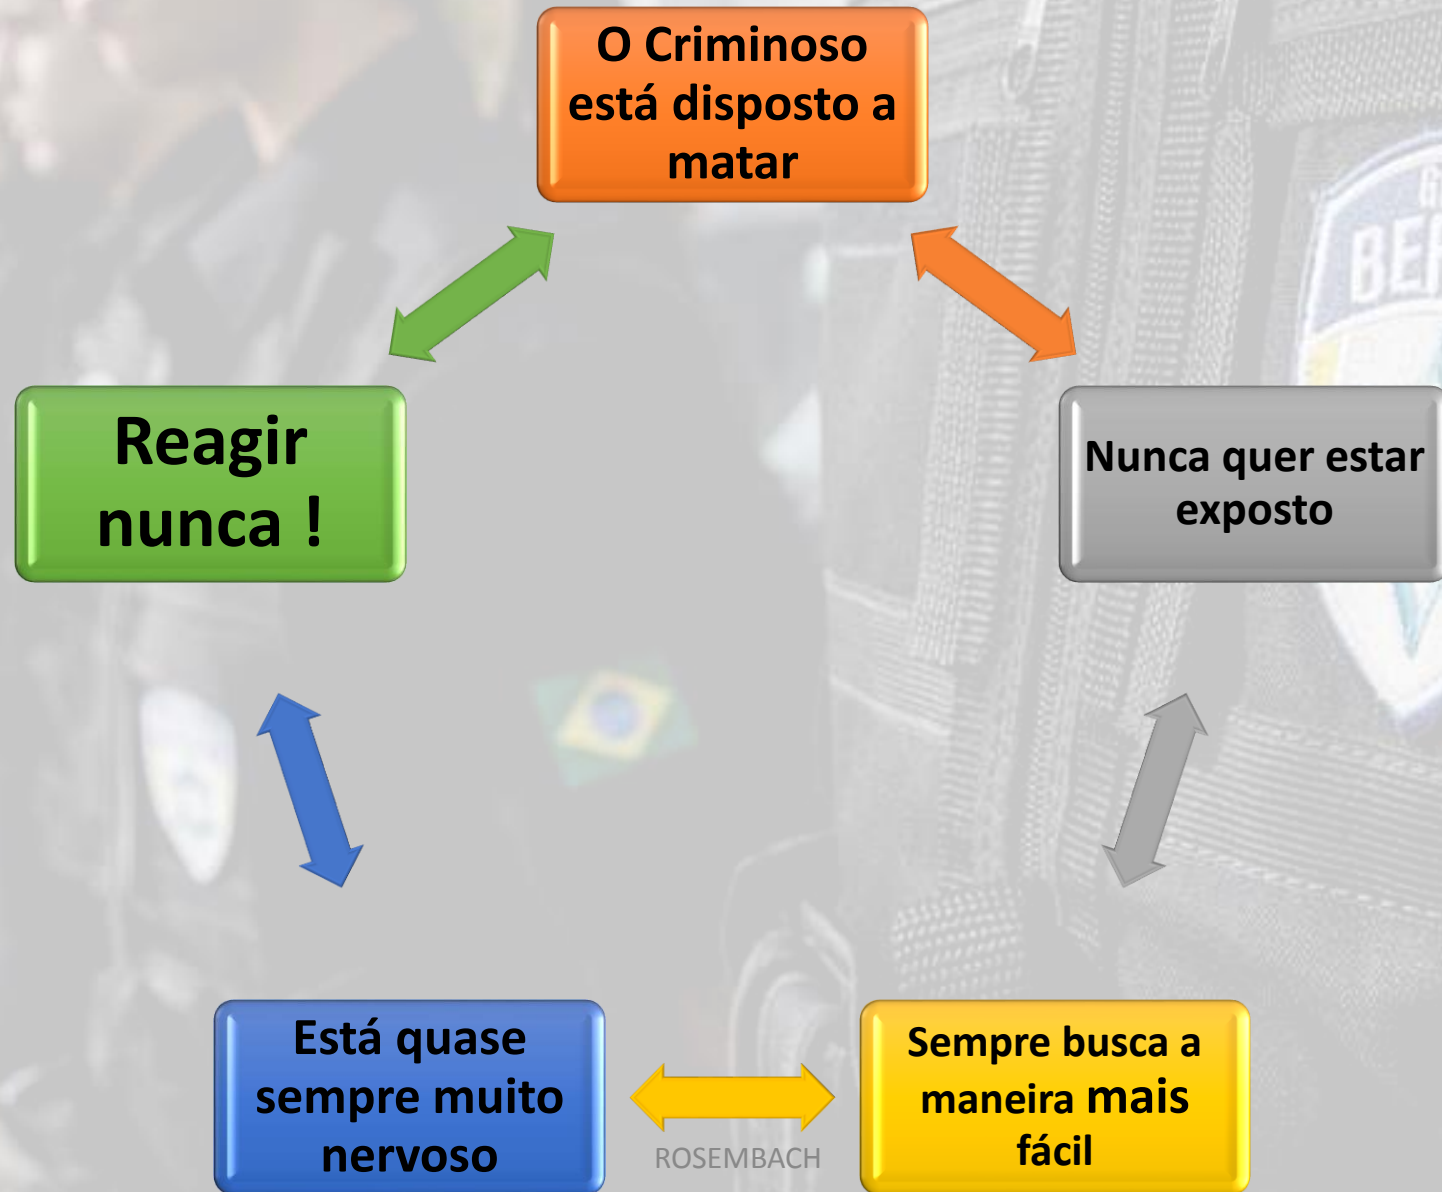 O Criminoso
está disposto a
matar
Reagir
nunca !
Nunca quer estar
exposto
Está quase
sempre muito
nervoso
Sempre busca a
maneira mais
fácil
ROSEMBACH